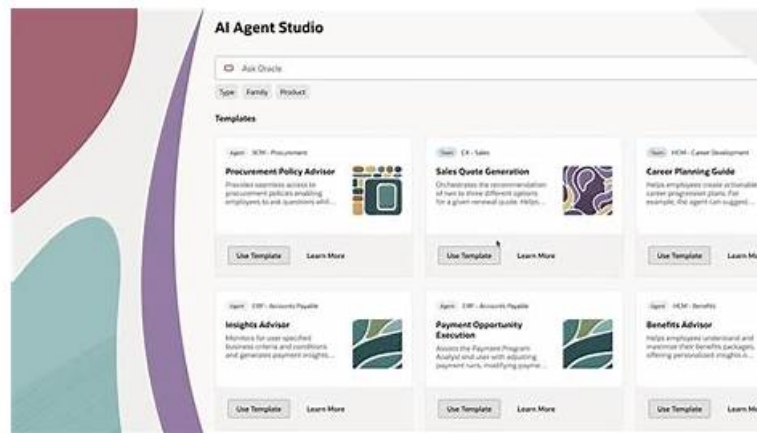 AI Agent Studio
Ask Oracle
Type Family Product
Templates
Agent SCM - Procurement
Procurement Policy Advisor
Provides seamless access to
procurement policies enabling
employees to ask questions whil...
Use Template Learn More
Team CX - Sales
Sales Quote Generation
Orchestrates the recommendation
of two to three different options
for a given renewal quote. Helps...
Use Template Learn More
Team HCM - Career Development
Career Planning Guide
Helps employees create actionable
career progression plans. For
example, the agent can suggest...
Use Template Learn Mo
Agent ERP - Accounts Payable
Insights Advisor
Monitors for user specified
business criteria and conditions
and generates payment insights...
Use Template Learn More
Agent ERP - Accounts Payable
Payment Opportunity
Execution
Assists the Payment Program
Analyst end user with adjusting
payment runs, modifying payme...
Use Template Learn More
Agent HCM - Benefits
Benefits Advisor
Helps employees understand and
maximize their benefits packages,
offering personalized insights o...
Use Template Learn Mo